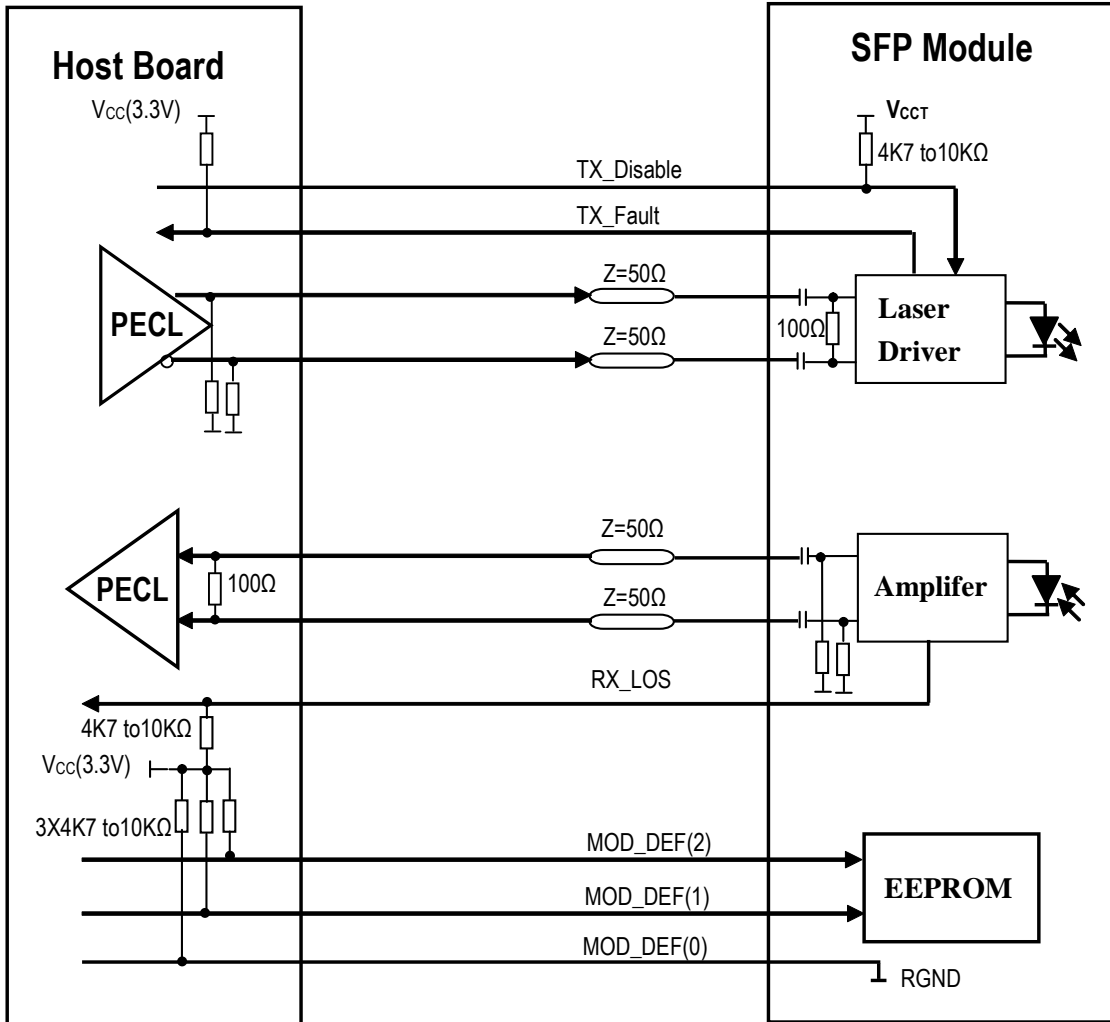 Host Board
SFP Module
VCC(3.3V)
VCCT
4K7 to10KΩ
TX_Disable
TX_Fault
Z=50Ω
PECL
Z=50Ω
100Ω
Laser
Driver
Z=50Ω
PECL
100Ω
Z=50Ω
Amplifer
RX_LOS
4K7 to10KΩ
VCC(3.3V)
3X4K7 to10KΩ
MOD_DEF(2)
MOD_DEF(1)
EEPROM
MOD_DEF(0)
RGND